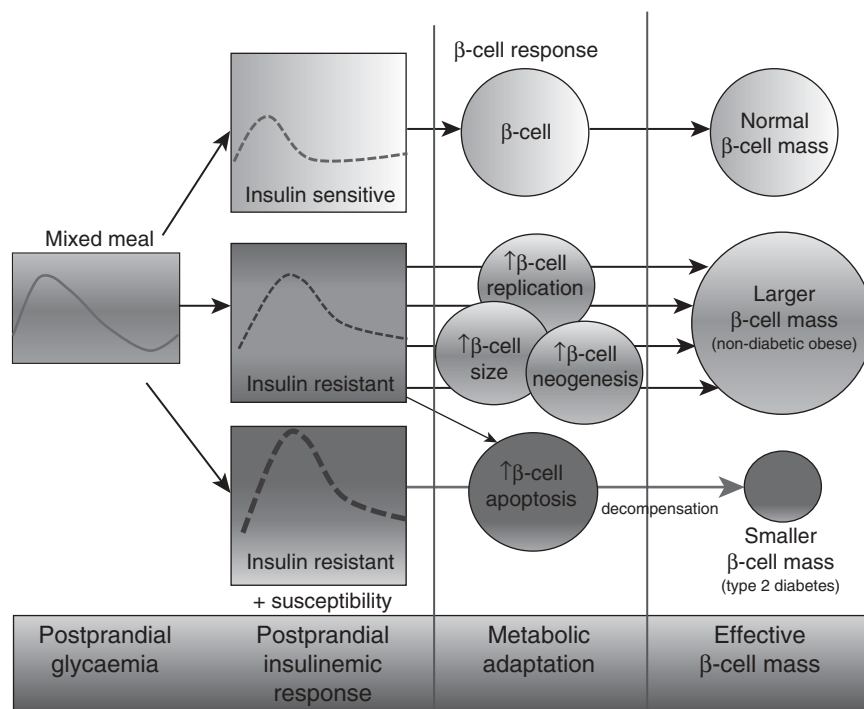 β-cell response
β-cell
Normal
β-cell mass
Insulin sensitive
Mixed meal
↑β-cell
replication
↑β-cell
size
↑β-cell
neogenesis
Larger
β-cell mass
(non-diabetic obese)
Insulin resistant
↑β-cell
apoptosis
decompensation
Smaller
β-cell mass
(type 2 diabetes)
Insulin resistant
+ susceptibility
Postprandial
glycaemia
Postprandial
insulinemic
response
Metabolic
adaptation
Effective
β-cell mass